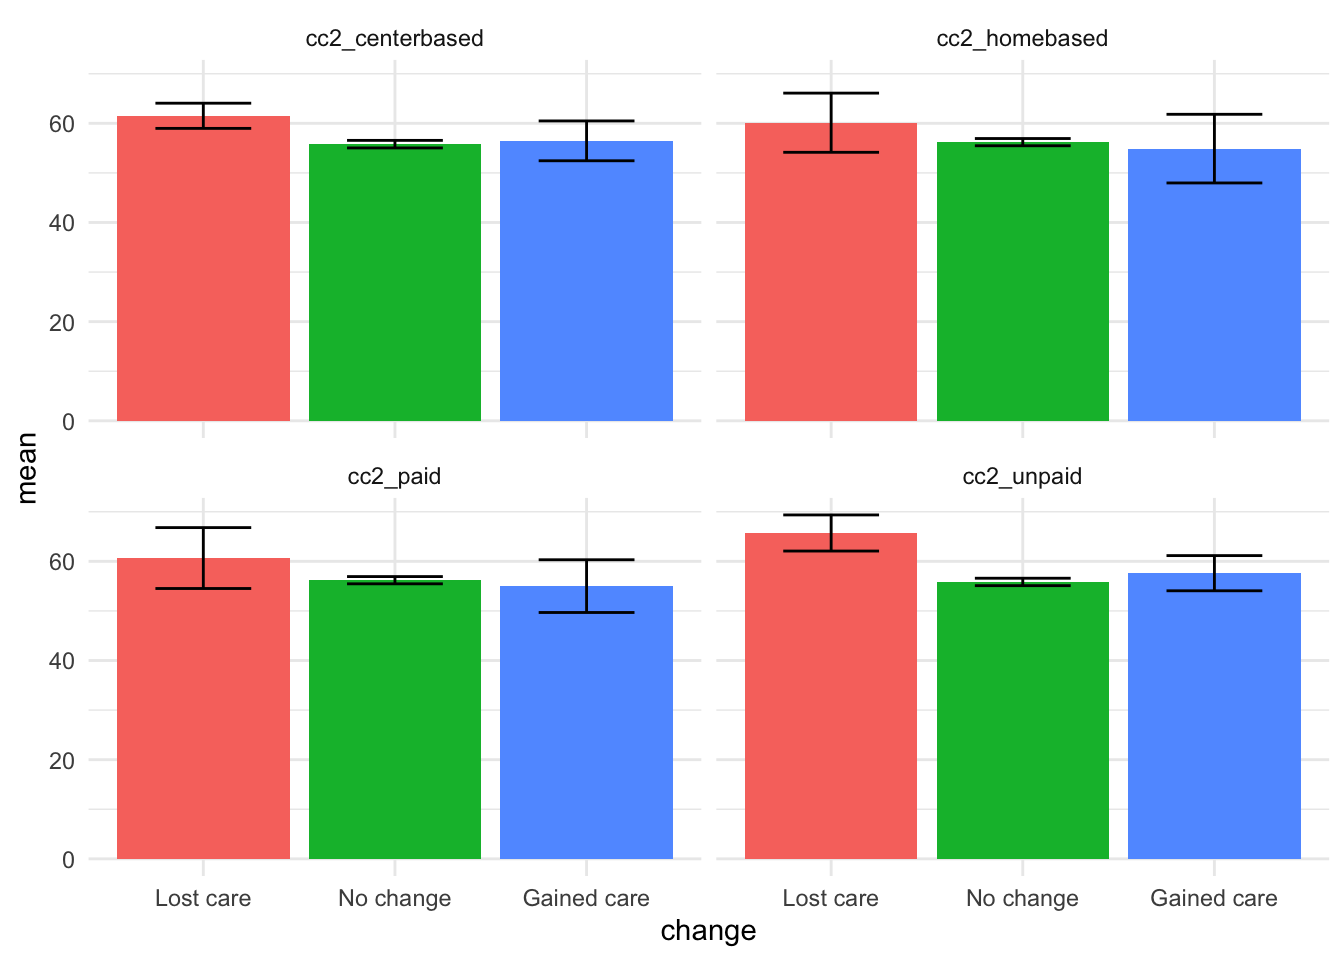 cc2_centerbased cc2_homebased
60
40
20
0
mean
cc2_paid cc2_unpaid
60
40
20
0
Lost care No change Gained care Lost care No change Gained care
change